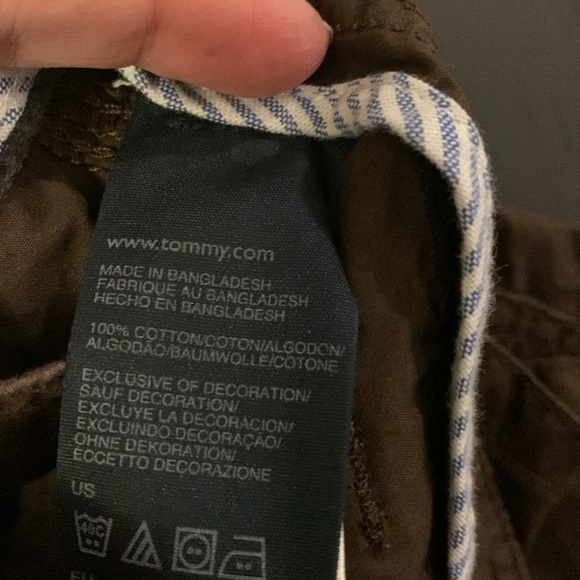 www.tommy.com
MADE IN BANGLADESH
FABRIQUE AU BANGLADESH
HECHO EN BANGLADESH
100% COTTON/COTON/ALGODON/
ALGODÃO/BAUMWOLLE/COTONE
EXCLUSIVE OF DECORATION/
SAUF DECORATION/
EXCLUYE LA DECORACION/
EXCLUINDO DECORAÇÃO/
OHNE DEKORATION/
ECCETTO DECORAZIONE
US
40C